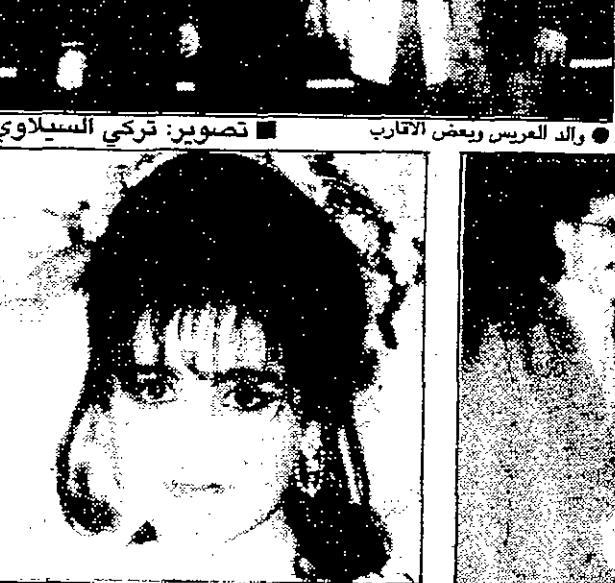 ● والد العريس وبعض الاقارب
■ تصوير: تركي السيلاوي